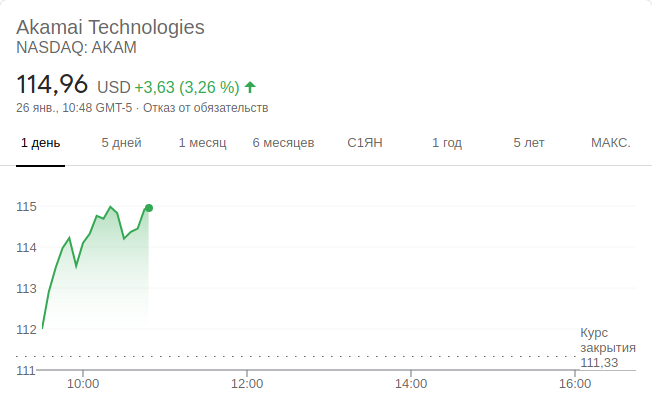 Akamai Technologies
NASDAQ: AKAM
114,96 USD +3,63 (3,26 %)
26 янв., 10:48 GMT-5 · Отказ от обязательств
1 день 5 дней 1 месяц 6 месяцев С1ЯН 1 год 5 лет МАКС.
115
114
113
112
Курс
закрытия
111,33
111
10:00 12:00 14:00 16:00